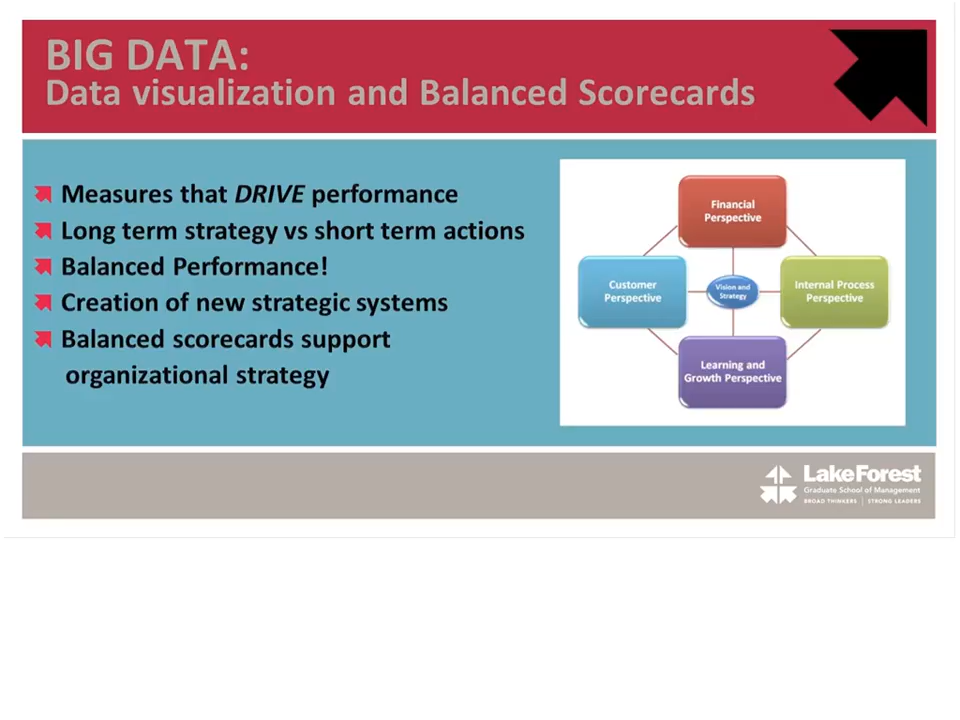 BIG DATA:
Data visualization and Balanced Scorecards
Measures that DRIVE performance
Long term strategy vs short term actions
Balanced Performance!
Creation of new strategic systems
Balanced scorecards support
organizational strategy
Financial
Perspective
Customer
Perspective
Vision and
Strategy
Internal Process
Perspective
Learning and
Growth Perspective
LakeForest
Graduate School of Management
BROAD THINKERS | STRONG LEADERS